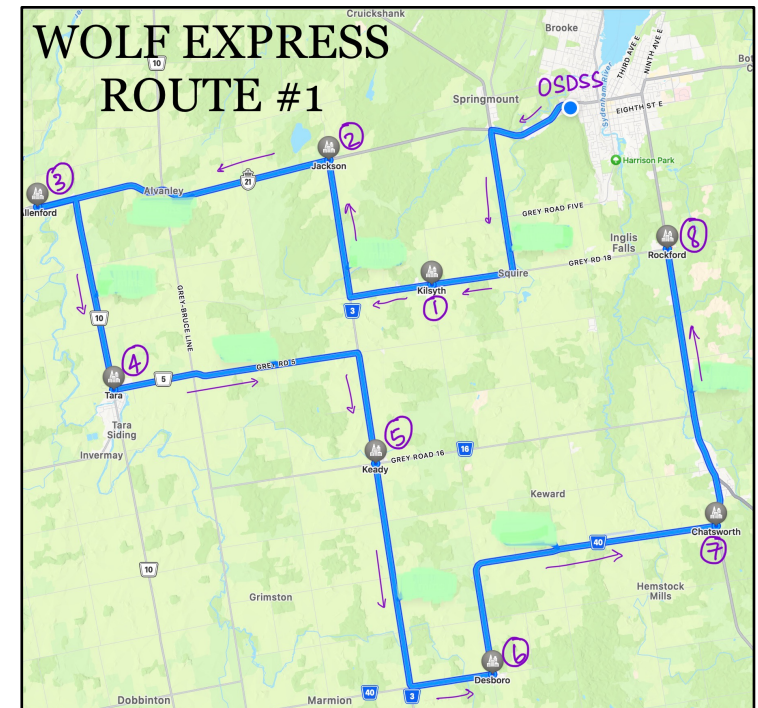 WOLF EXPRESS
ROUTE #1
Cruickshank
Brooke
THIRD AVE E
NINTH AVE E
10
OSDSS
Springmount
Sydenham River
EIGHTH ST E
2
Jackson
Harrison Park
3
Alvanley
21
GREY ROAD FIVE
Inglis
Falls
8
Rockford
GREY RD 18
Squire
Kilsyth
1
3
10
GREY-BRUCE LINE
4
Tara
5
GREY RD 5
Tara
Siding
Invermay
5
Keady
GREY ROAD 16
16
Keward
Chatsworth
7
40
10
Grimston
Hemstock
Mills
6
Desboro
Dobbinton
Marmion
40
3